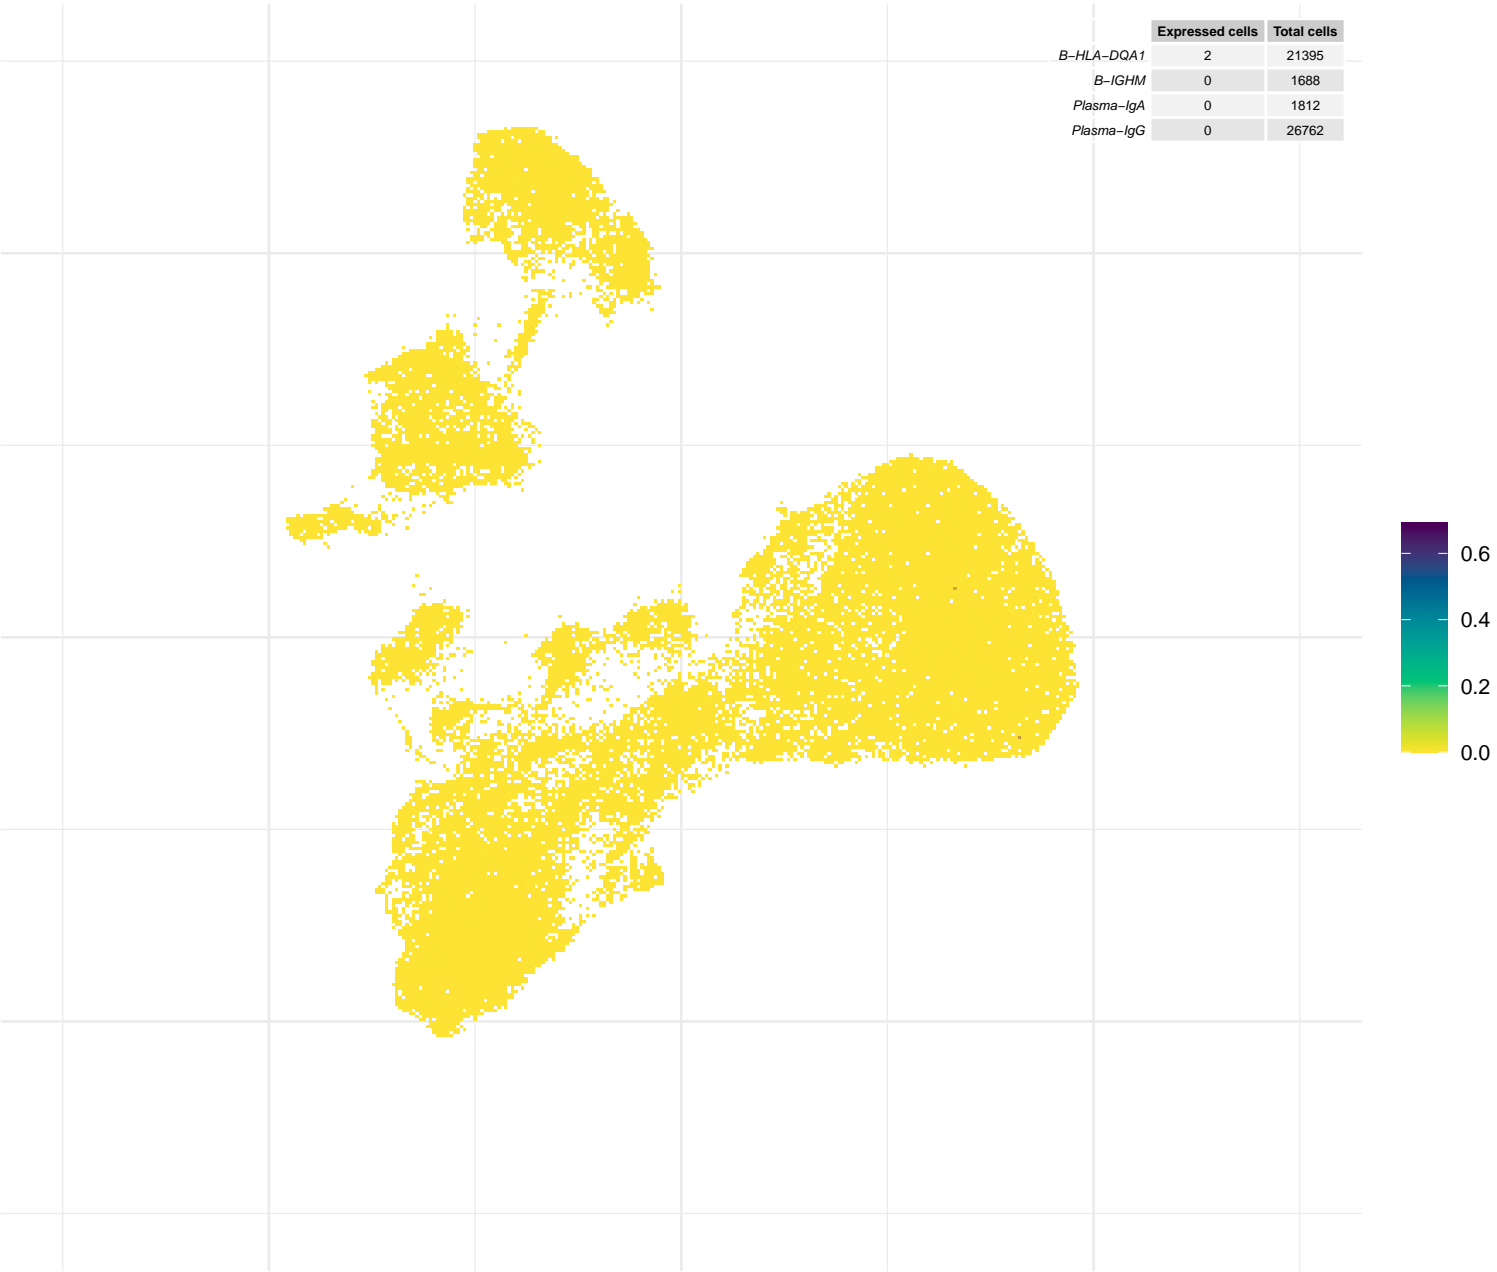 Expressed cells Total cells
B−HLA−DQA1 2 21395
B−IGHM 0 1688
Plasma−IgA 0 1812
Plasma−IgG 0 26762
0.6
0.4
0.2
0.0